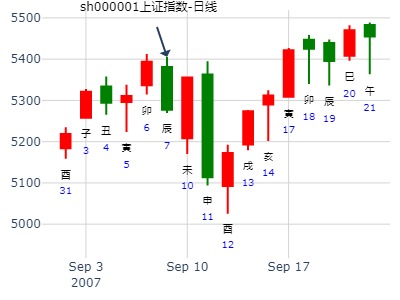 sh000001上证指数-日线
5500
5400
5300
5200
5100
5000
酉
31
子
3
丑
4
寅
5
卯
6
辰
7
未
10
申
11
酉
12
戌
13
亥
14
寅
17
卯
18
辰
19
巳
20
午
21
Sep 3
2007
Sep 10
Sep 17